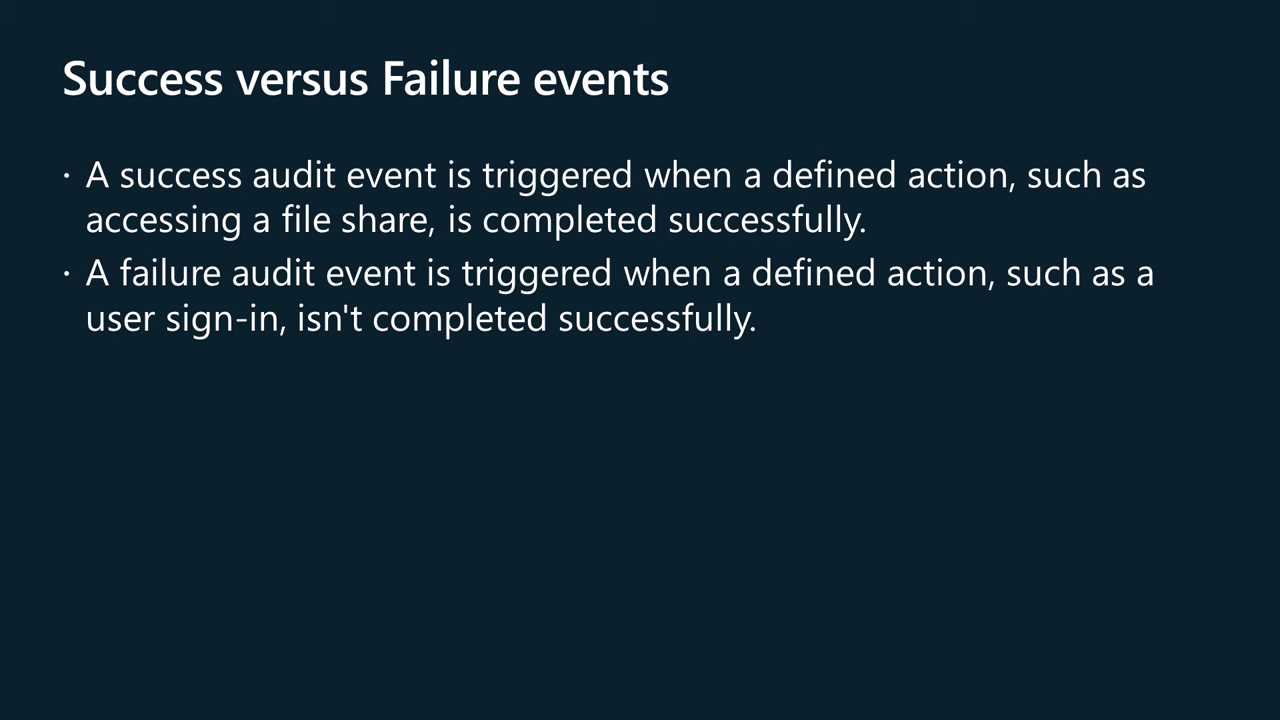 Success versus Failure events
· A success audit event is triggered when a defined action, such as
accessing a file share, is completed successfully.
· A failure audit event is triggered when a defined action, such as a
user sign-in, isn't completed successfully.